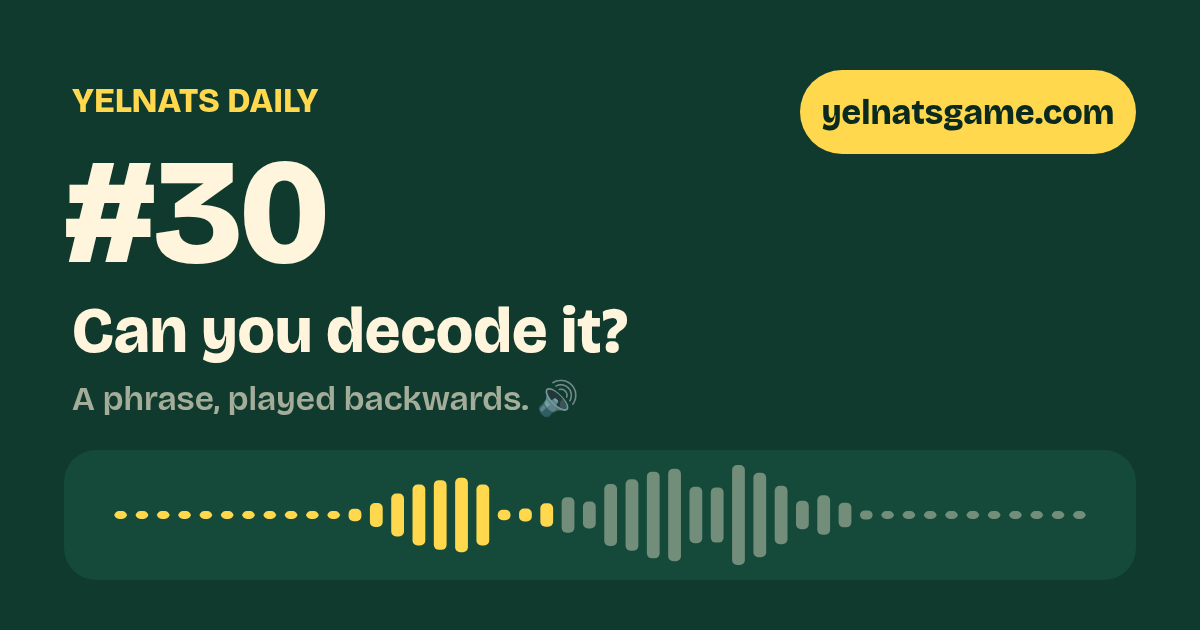 YELNATS DAILY
yelnatsgame.com
#30
Can you decode it?
A phrase, played backwards. 🔊